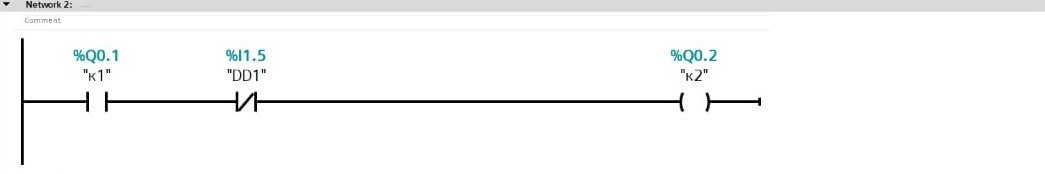 Network 2: ....
Comment
%Q0.1 %I1.5 %Q0.2
"к1" "DD1" "к2"